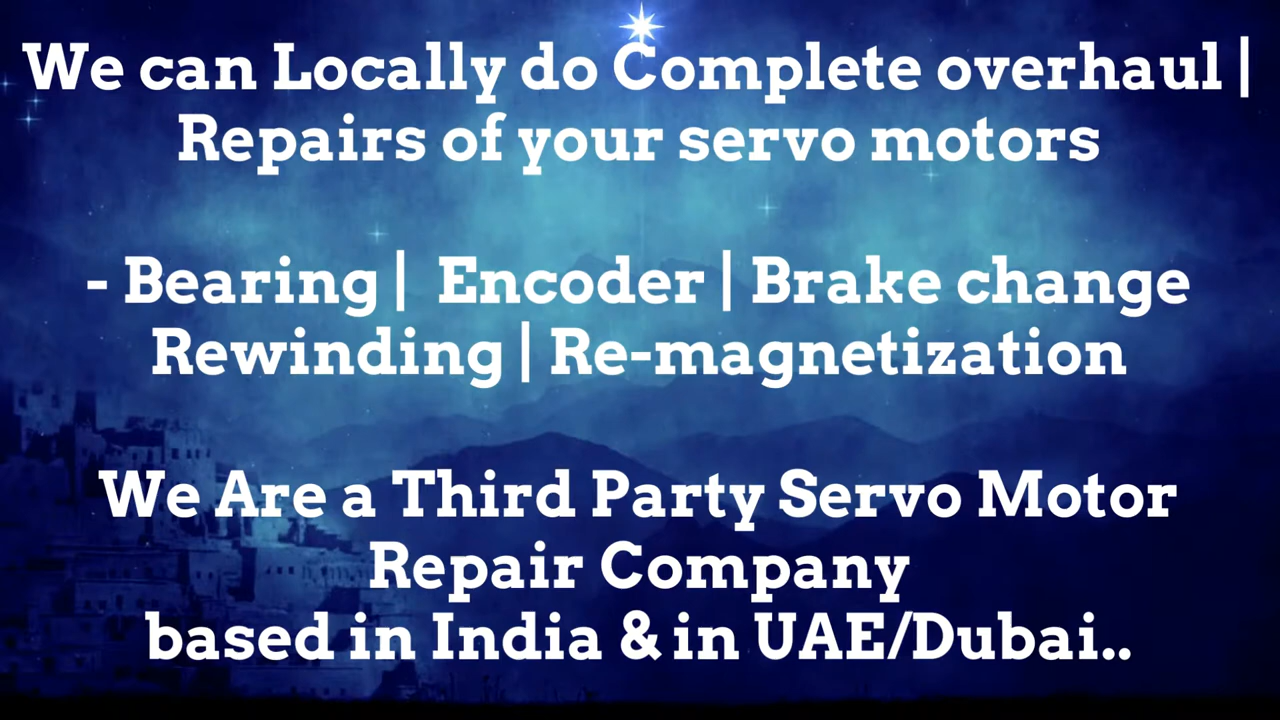 We can Locally do Complete overhaul |
Repairs of your servo motors
- Bearing | Encoder | Brake change
Rewinding | Re-magnetization
We Are a Third Party Servo Motor
Repair Company
based in India & in UAE/Dubai..